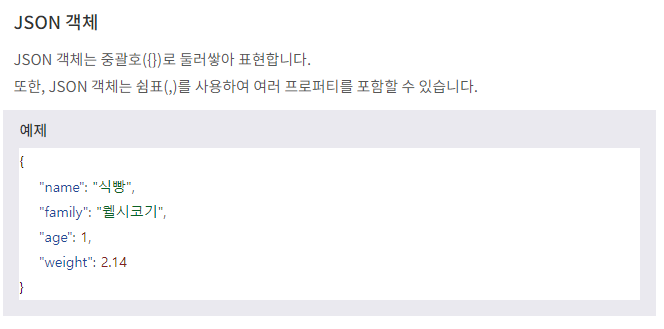 JSON 객체
JSON 객체는 중괄호({})로 둘러쌓아 표현합니다.
또한, JSON 객체는 쉼표(,)를 사용하여 여러 프로퍼티를 포함할 수 있습니다.
예제
{
"name": "식빵",
"family": "웰시코기",
"age": 1,
"weight": 2.14
}